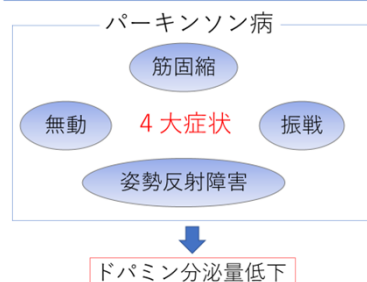 パーキンソン病
筋固縮
無動
4大症状
振戦
姿勢反射障害
ドパミン分泌量低下